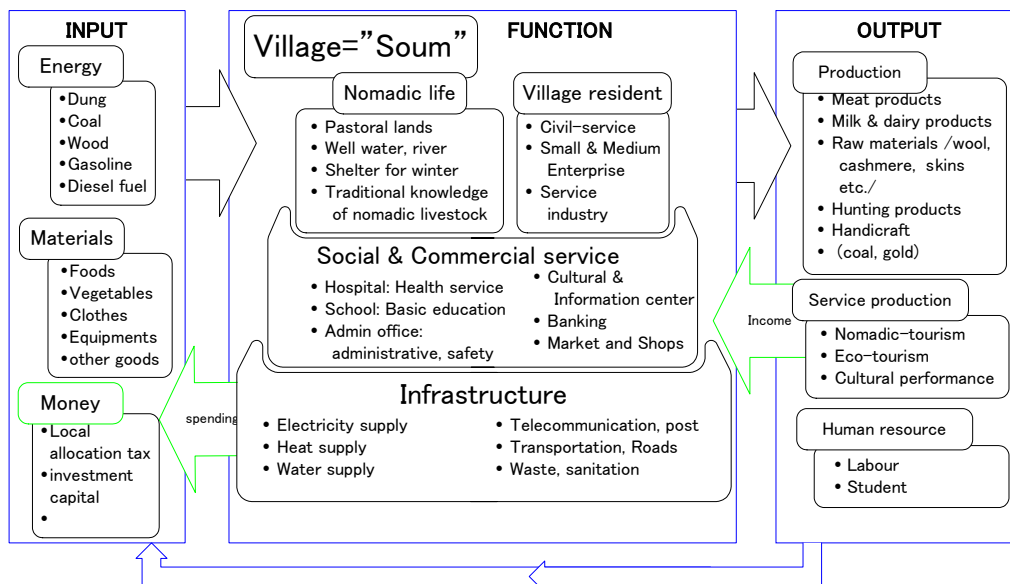 INPUT
Energy
•Dung
•Coal
•Wood
•Gasoline
•Diesel fuel
Materials
•Foods
•Vegetables
•Clothes
•Equipments
•other goods
Money
•Local
allocation tax
•investment
capital
•
spending
Village=”Soum”
FUNCTION
Nomadic life
• Pastoral lands
• Well water, river
• Shelter for winter
• Traditional knowledge
of nomadic livestock
Village resident
• Civil-service
• Small & Medium
Enterprise
• Service
industry
Social & Commercial service
• Hospital: Health service
• School: Basic education
• Admin office:
administrative, safety
• Cultural &
Information center
• Banking
• Market and Shops
Infrastructure
• Electricity supply
• Heat supply
• Water supply
• Telecommunication, post
• Transportation, Roads
• Waste, sanitation
Income
OUTPUT
Production
• Meat products
• Milk & dairy products
• Raw materials /wool,
cashmere, skins
etc./
• Hunting products
• Handicraft
• (coal, gold)
Service production
• Nomadic-tourism
• Eco-tourism
• Cultural performance
Human resource
• Labour
• Student